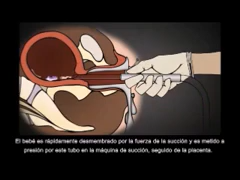 El bebé es rápidamente desmembrado por la fuerza de la succión y es metido a
presión por este tubo en la máquina de succión, seguido de la placenta.